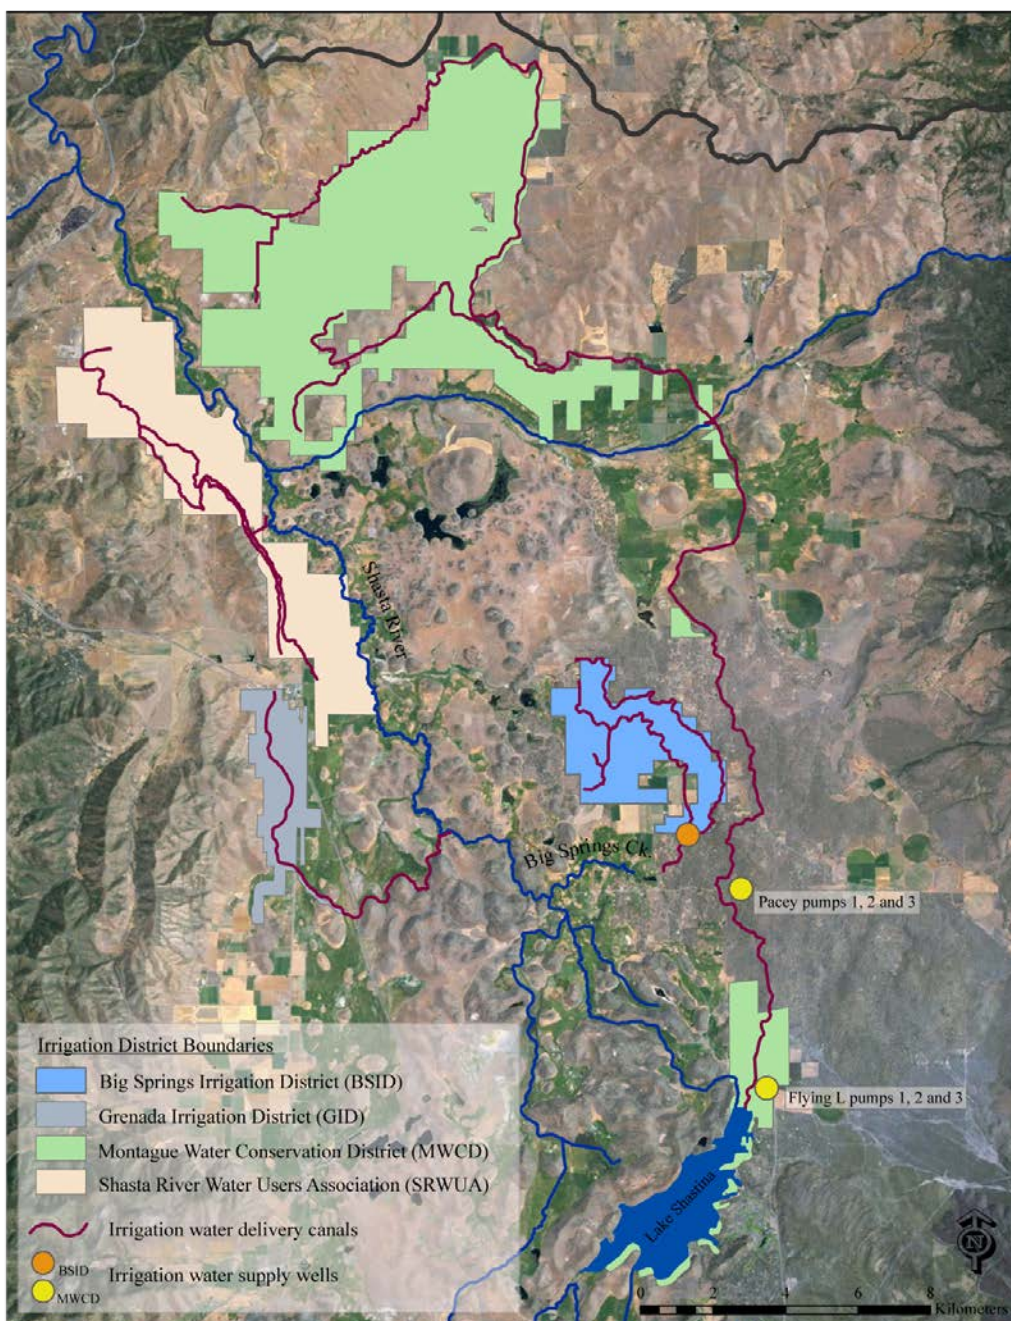 Shasta River
Big Springs Ck.
Pacey pumps 1, 2 and 3
Flying L pumps 1, 2 and 3
Lake Shastina
Irrigation District Boundaries
Big Springs Irrigation District (BSID)
Grenada Irrigation District (GID)
Montague Water Conservation District (MWCD)
Shasta River Water Users Association (SRWUA)
Irrigation water delivery canals
BSID
Irrigation water supply wells
MWCD
N
0 2 4 6 8
Kilometers